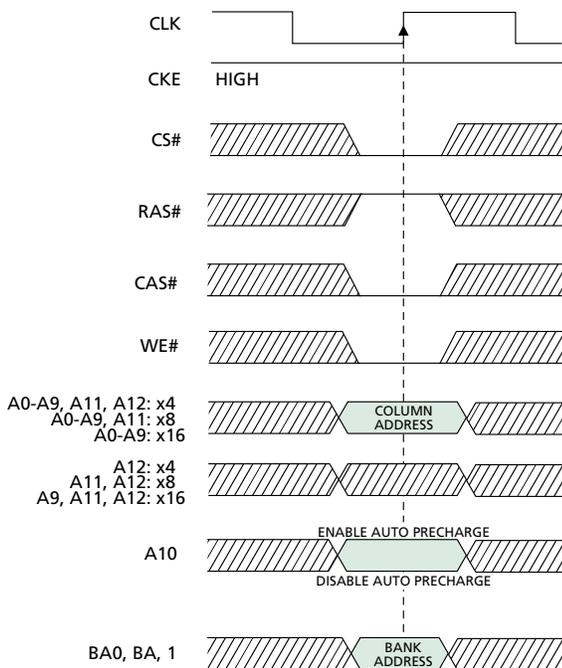 CLK
CKE HIGH
CS#
RAS#
CAS#
WE#
A0-A9, A11, A12: x4
A0-A9, A11: x8
A0-A9: x16
COLUMN
ADDRESS
A12: x4
A11, A12: x8
A9, A11, A12: x16
ENABLE AUTO PRECHARGE
A10
DISABLE AUTO PRECHARGE
BA0, BA, 1
BANK
ADDRESS